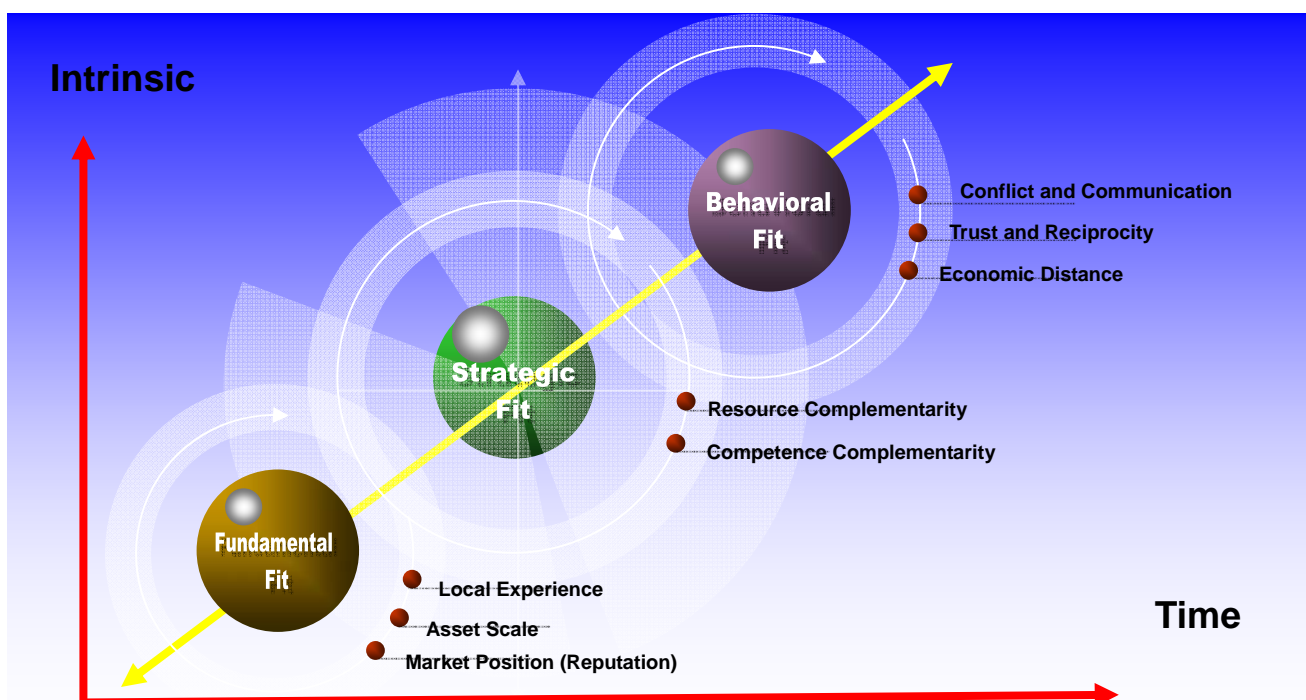 Intrinsic
Behavioral
Fit
Conflict and Communication
Trust and Reciprocity
Economic Distance
Strategic
Fit
Resource Complementarity
Competence Complementarity
Fundamental
Fit
Local Experience
Asset Scale
Market Position (Reputation)
Time